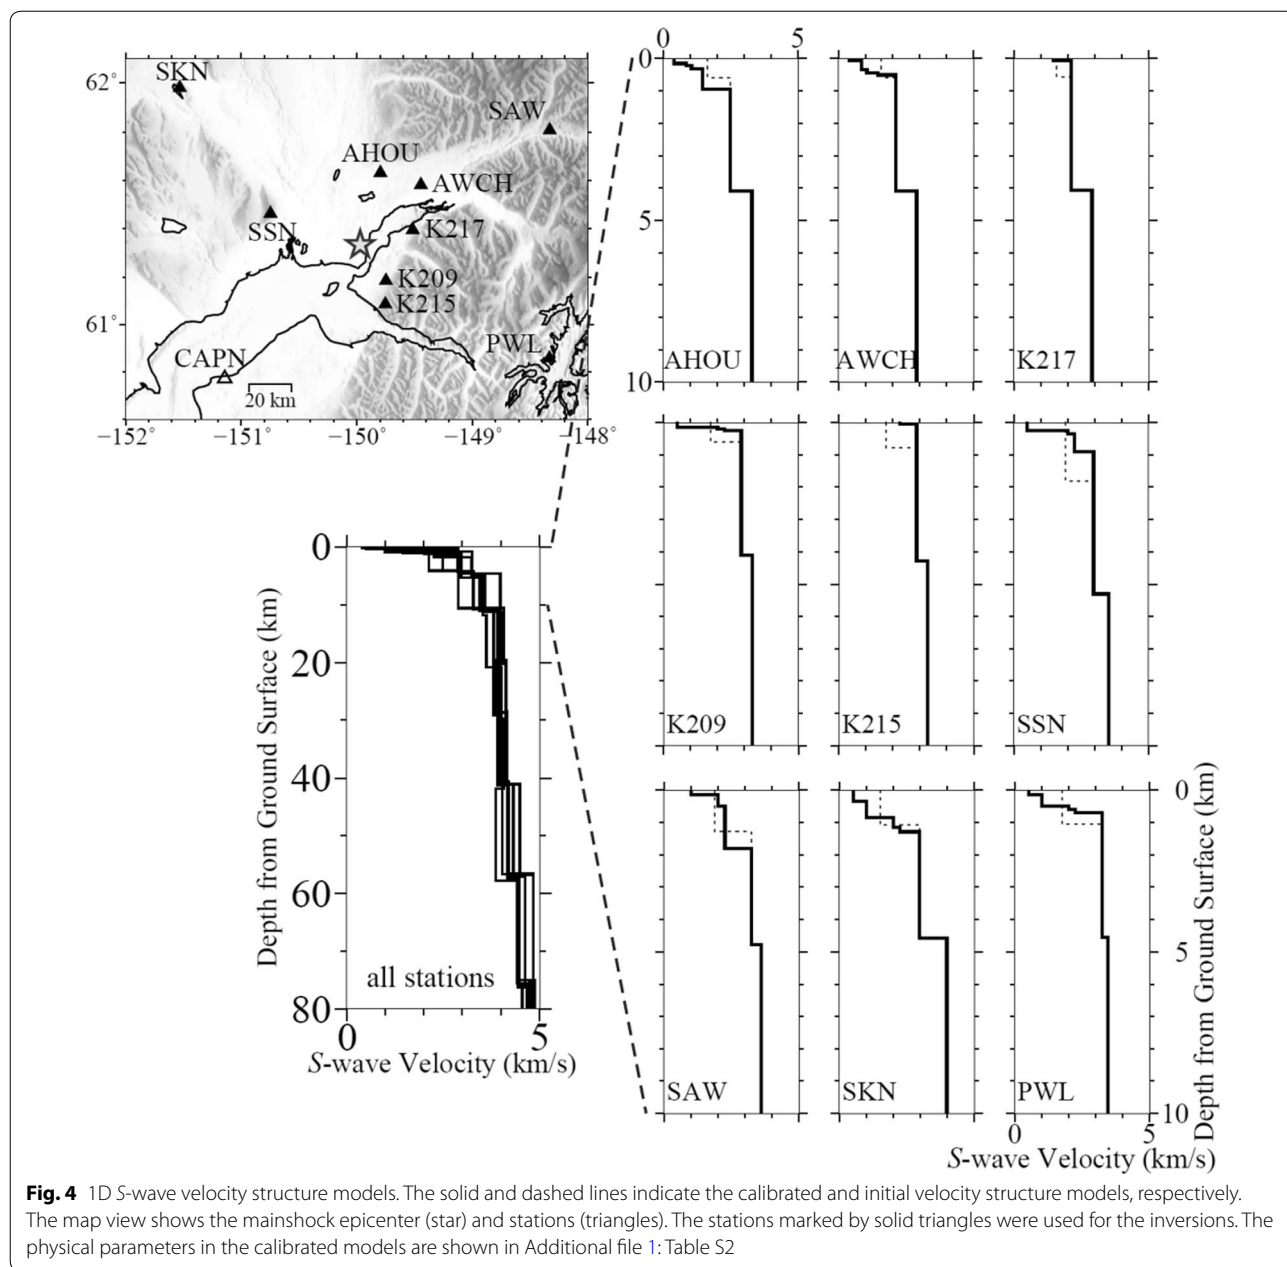 62°
61°
−152
−151
−150
−149
−148°
SKN
SAW
AHOU
AWCH
SSN
K217
K209
K215
PWL
CAPN
20 km
0
5
0
5
10
AHOU
AWCH
K217
K209
K215
SSN
0
20
40
60
80
Depth from Ground Surface (km)
all stations
0
5
S-wave Velocity (km/s)
SAW
SKN
PWL
0
5
10
Depth from Ground Surface (km)
0
5
S-wave Velocity (km/s)
Fig. 4 1D S-wave velocity structure models. The solid and dashed lines indicate the calibrated and initial velocity structure models, respectively.
The map view shows the mainshock epicenter (star) and stations (triangles). The stations marked by solid triangles were used for the inversions. The
physical parameters in the calibrated models are shown in Additional file 1: Table S2